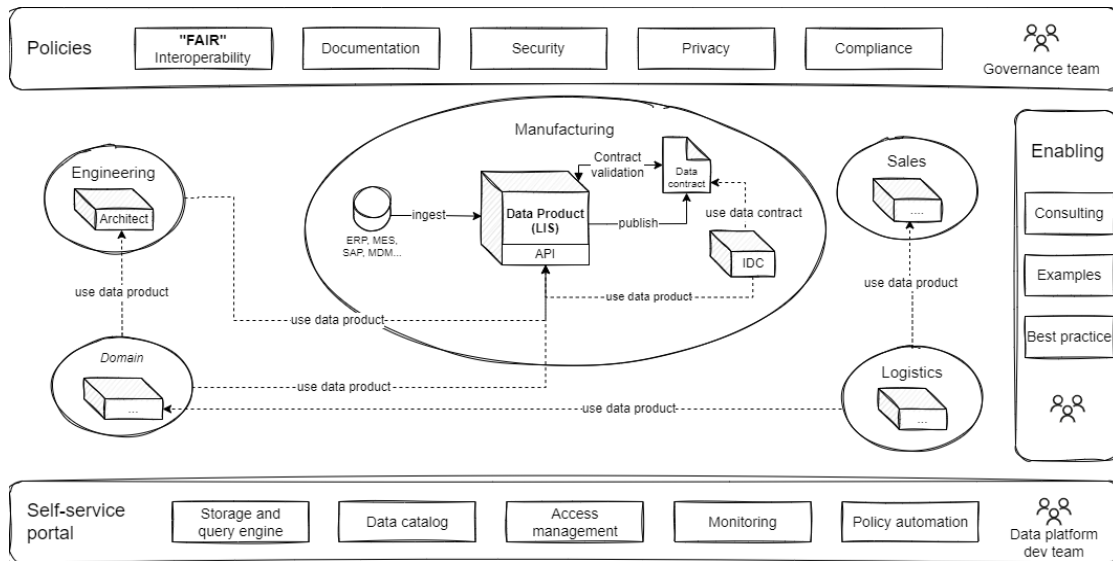 Policies
"FAIR"
Interoperability
Documentation
Security
Privacy
Compliance
Governance team
Manufacturing
Engineering
Architect
ERP, MES,
SAP, MDM...
ingest
Data Product
(LIS)
API
Contract
validation
publish
Data
contract
use data contract
IDC
use data product
Sales
....
Enabling
Consulting
Examples
Best practice
use data product
use data product
use data product
Domain
...
use data product
use data product
use data product
Logistics
...
Self-service
portal
Storage and
query engine
Data catalog
Access
management
Monitoring
Policy automation
Data platform
dev team